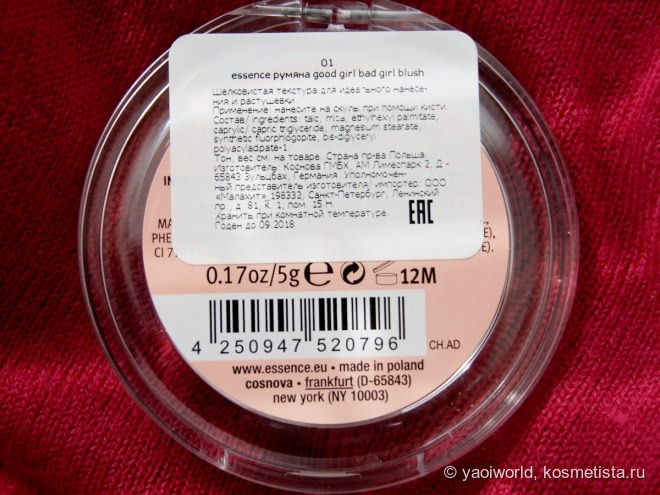 01
essence румяна good girl bad girl blush
Шелковистая текстура для идеального нанесе-
ния и растушевки.
Применение: нанесите на скулы при помощи кисти.
Состав/ ingredients: talc, mica, ethylhexyl palmitate,
caprylic/ capric triglyceride, magnesium stearate,
synthetic fluorphlogopite, bis-diglyceryl
polyacyladipate-1.
Тон, вес см. на товаре. Страна пр-ва Польша.
Изготовитель: Коснова ГМБХ, АМ Лимеспарк 2, Д -
65843 Зульцбах, Германия. Уполномочен-
ный представитель изготовителя/ импортер: ООО
«Малахит» 198332, Санкт-Петербург, Ленинский
пр., д. 81, К. 1, пом. 15 Н.
Хранить при комнатной температуре.
Годен до 09.2018
EAC
IN
MA
PHE
CI 7
0.17oz/5g e 12M
4 250947 520796
CH.AD
www.essence.eu • made in poland
cosnova • frankfurt (D-65843)
new york (NY 10003)
© yaoiworld, kosmetista.ru